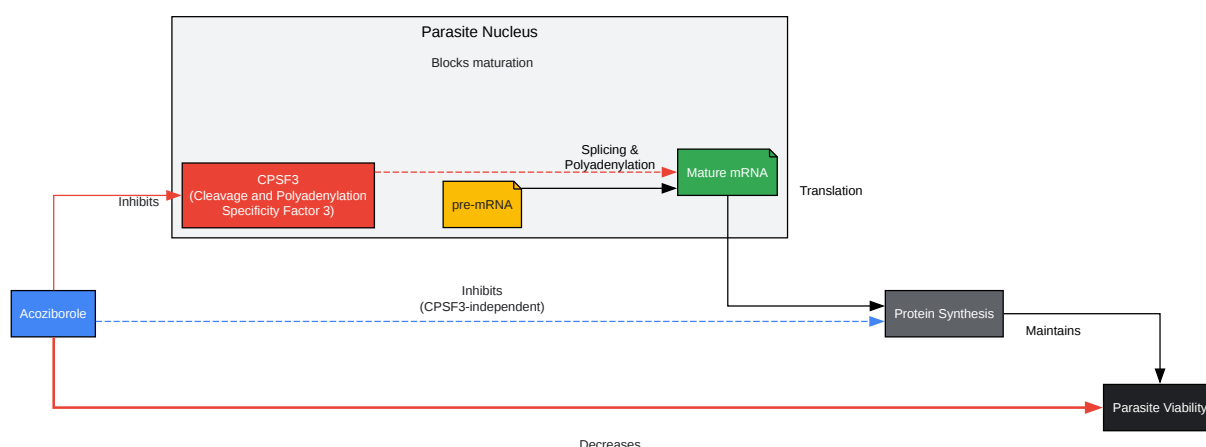 Parasite Nucleus
Blocks maturation
Splicing &
Polyadenylation
CPSF3
(Cleavage and Polyadenylation
Specificity Factor 3)
Mature mRNA
pre-mRNA
Translation
Inhibits
Inhibits
(CPSF3-independent)
Acoziborole
Protein Synthesis
Maintains
Parasite Viability
Decreases